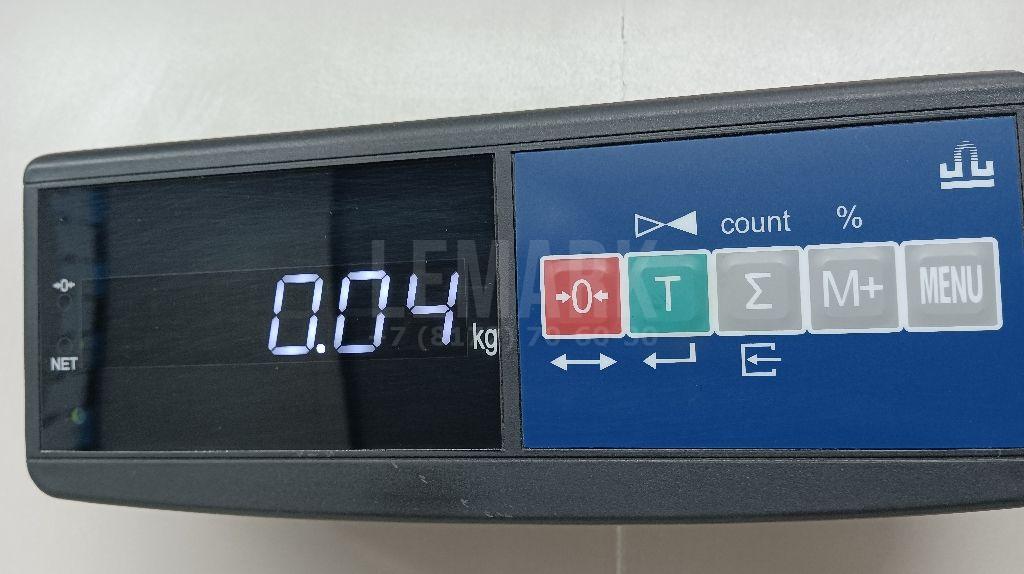 count %
→0← T Σ M+ MENU
→0←
0.04 kg
NET
LEMARK